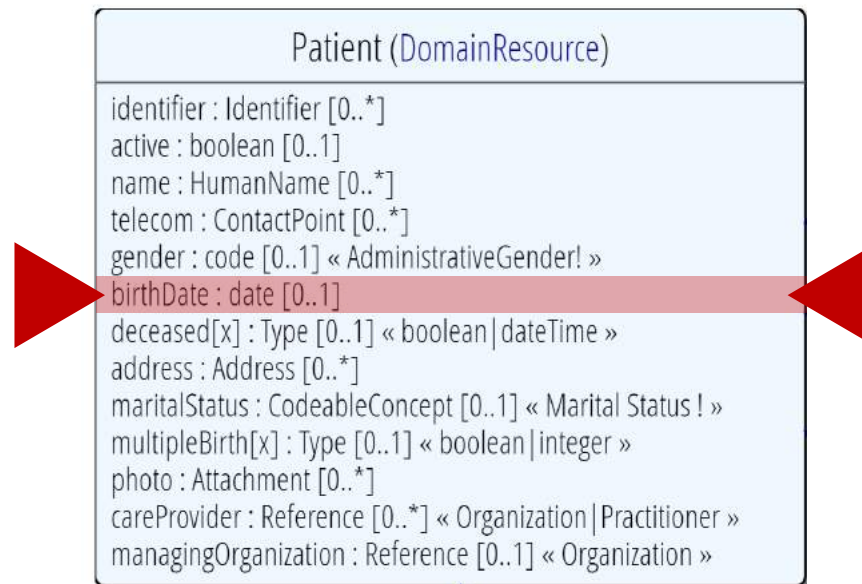 Patient (DomainResource)
identifier : Identifier [0..*]
active : boolean [0..1]
name : HumanName [0..*]
telecom : ContactPoint [0..*]
gender : code [0..1] « AdministrativeGender! »
birthDate : date [0..1]
deceased[x] : Type [0..1] « boolean|dateTime »
address : Address [0..*]
maritalStatus : CodeableConcept [0..1] « Marital Status ! »
multipleBirth[x] : Type [0..1] « boolean|integer »
photo : Attachment [0..*]
careProvider : Reference [0..*] « Organization|Practitioner »
managingOrganization : Reference [0..1] « Organization »